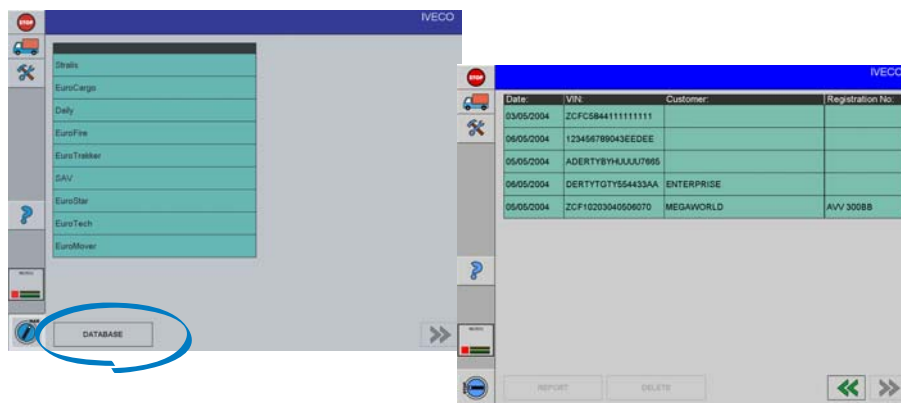 STOP
IVECO
Stralis
EuroCargo
Daily
EuroFire
EuroTrakker
SAV
EuroStar
EuroTech
EuroMover
DATABASE
STOP
IVECO
Date: VIN: Customer: Registration No:
03/05/2004 ZCFC5844111111111
06/05/2004 123456789043EEDEE
05/05/2004 ADERTYBYHUUUU7665
06/05/2004 DERTYTGTY554433AA ENTERPRISE
05/05/2004 ZCF10203040506070 MEGAWORLD AVV 300BB
REPORT DELETE